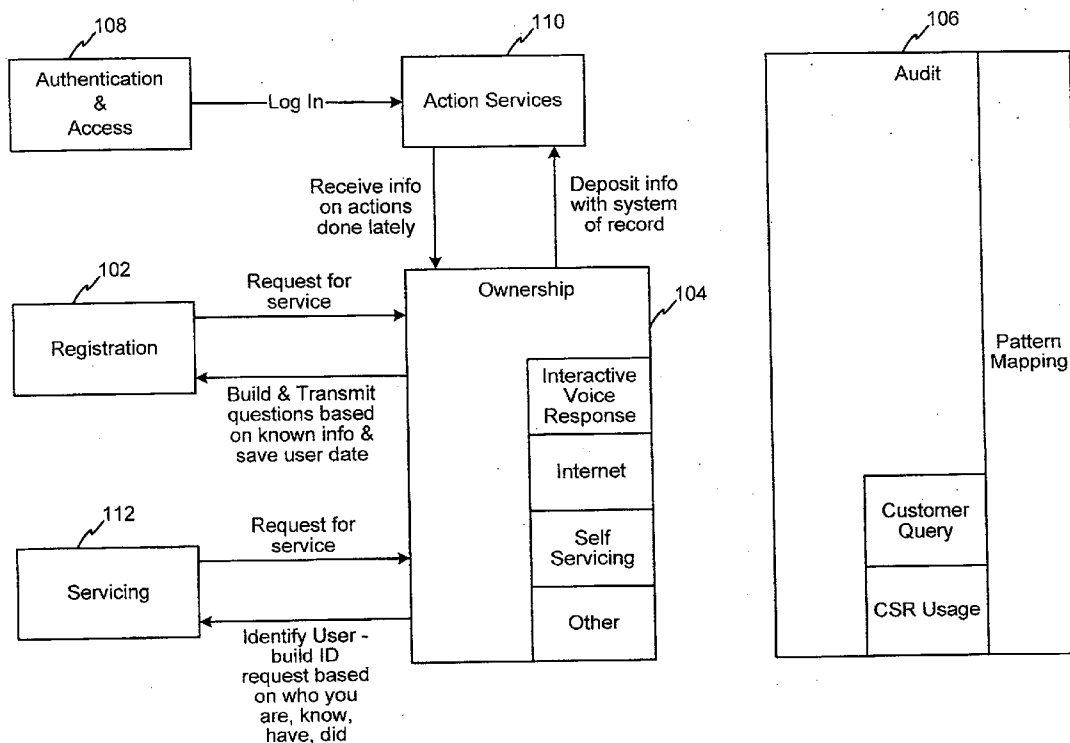 108
Authentication
&
Access
Log In
110
Action Services
Receive info
on actions
done lately
Deposit info
with system
of record
102
Registration
Request for
service
Build & Transmit
questions based
on known info &
save user date
112
Servicing
Request for
service
Identify User -
build ID
request based
on who you
are, know,
have, did
Ownership
104
Interactive
Voice
Response
Internet
Self
Servicing
Other
106
Audit
Pattern
Mapping
Customer
Query
CSR Usage